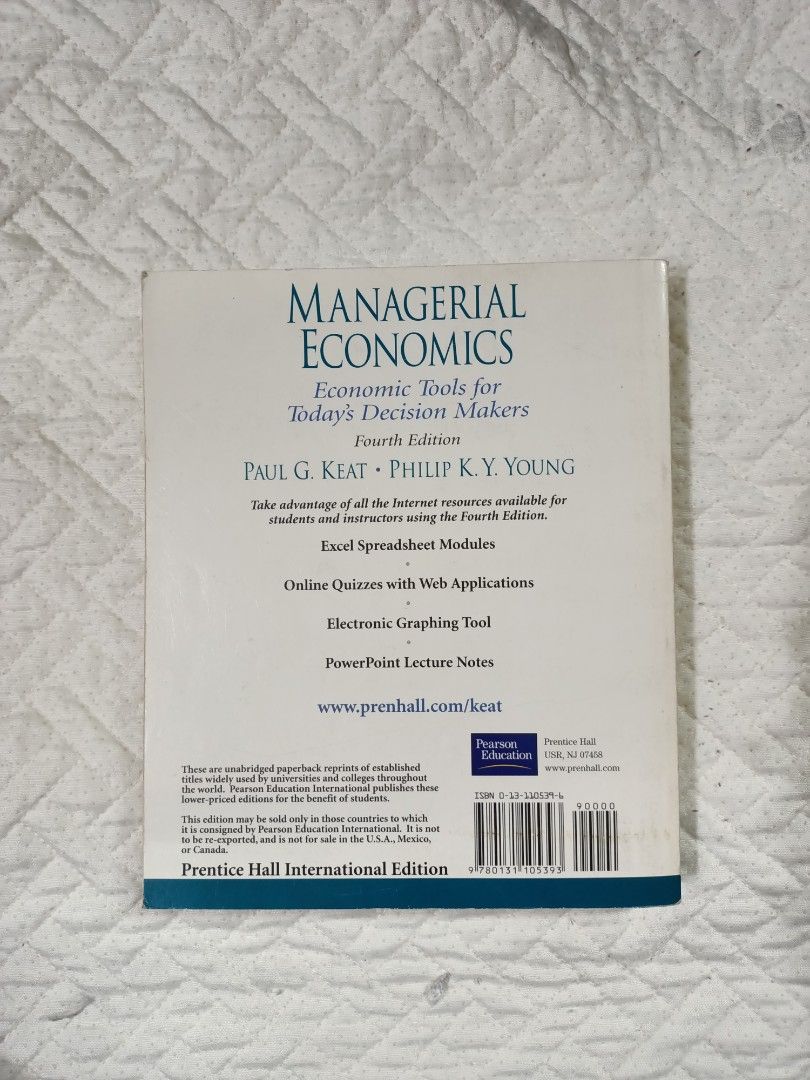 MANAGERIAL
ECONOMICS
Economic Tools for
Today's Decision Makers
Fourth Edition
PAUL G. KEAT • PHILIP K. Y. YOUNG
Take advantage of all the Internet resources available for
students and instructors using the Fourth Edition.
Excel Spreadsheet Modules
•
Online Quizzes with Web Applications
•
Electronic Graphing Tool
•
PowerPoint Lecture Notes
www.prenhall.com/keat
Pearson
Education
Prentice Hall
USR, NJ 07458
www.prenhall.com
These are unabridged paperback reprints of established
titles widely used by universities and colleges throughout
the world. Pearson Education International publishes these
lower-priced editions for the benefit of students.
This edition may be sold only in those countries to which
it is consigned by Pearson Education International. It is not
to be re-exported, and is not for sale in the U.S.A., Mexico,
or Canada.
Prentice Hall International Edition
ISBN 0-13-110539-6
90000
9 780131 105393